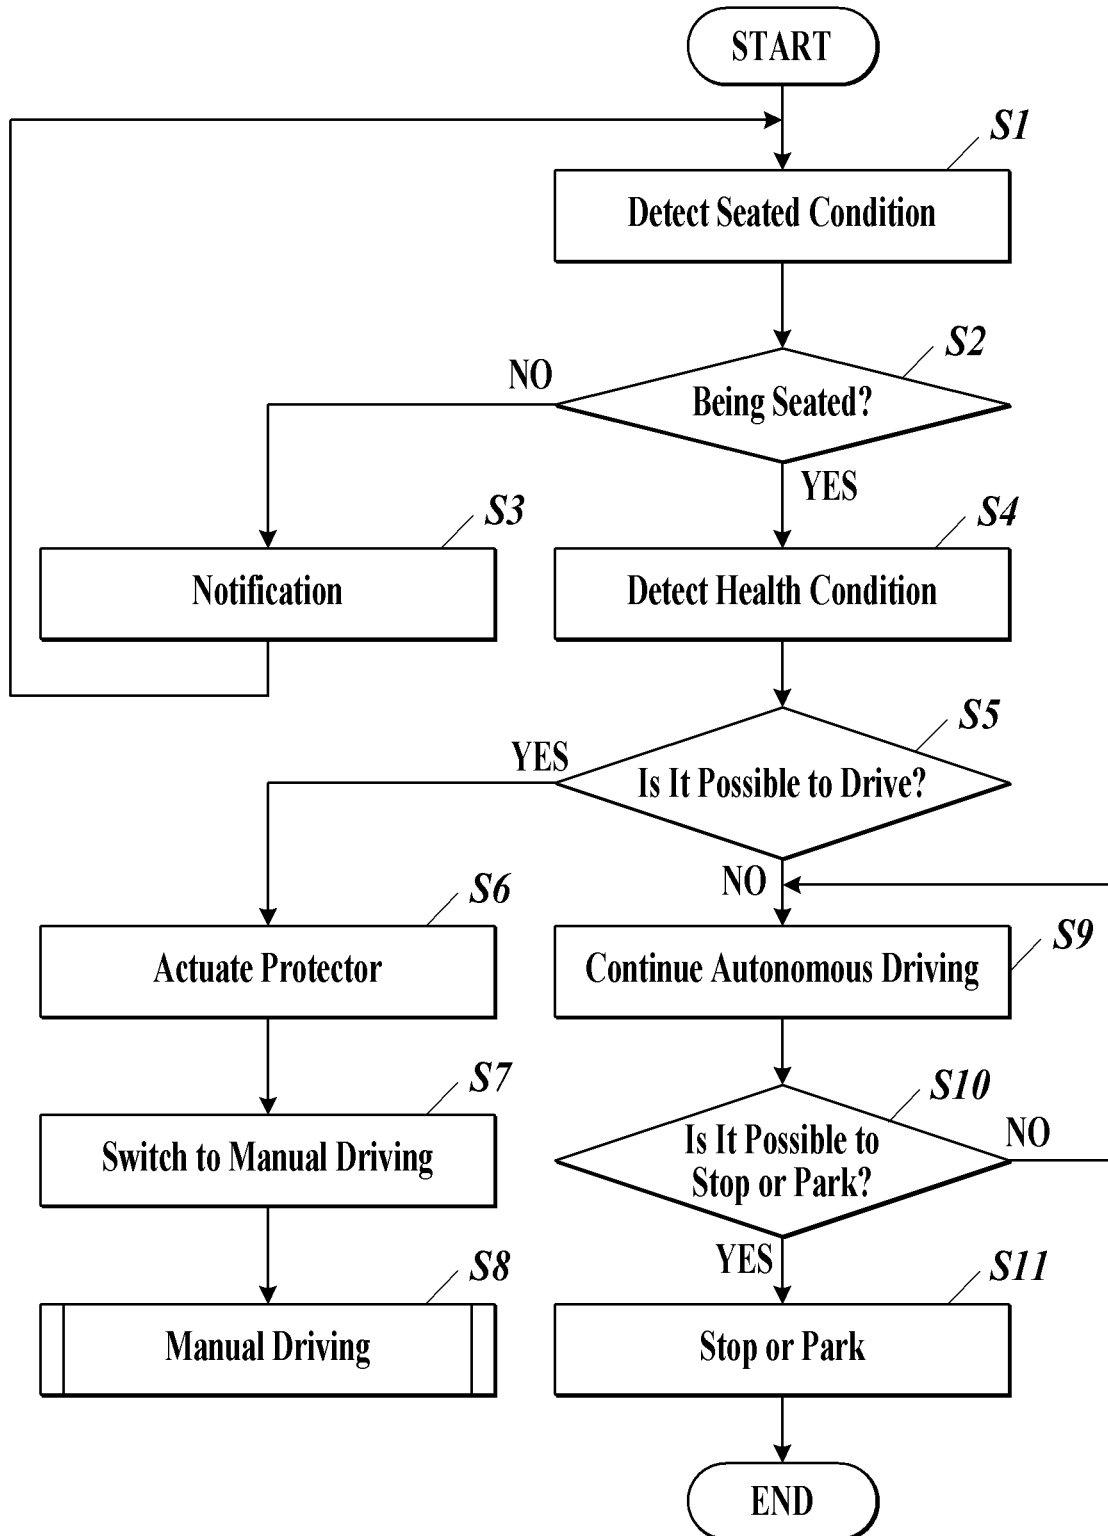 START
S1
Detect Seated Condition
S2
NO
Being Seated?
YES
S3
Notification
S4
Detect Health Condition
S5
YES
Is It Possible to Drive?
NO
S6
Actuate Protector
S9
Continue Autonomous Driving
S7
Switch to Manual Driving
S10
Is It Possible to
Stop or Park?
NO
YES
S8
Manual Driving
S11
Stop or Park
END